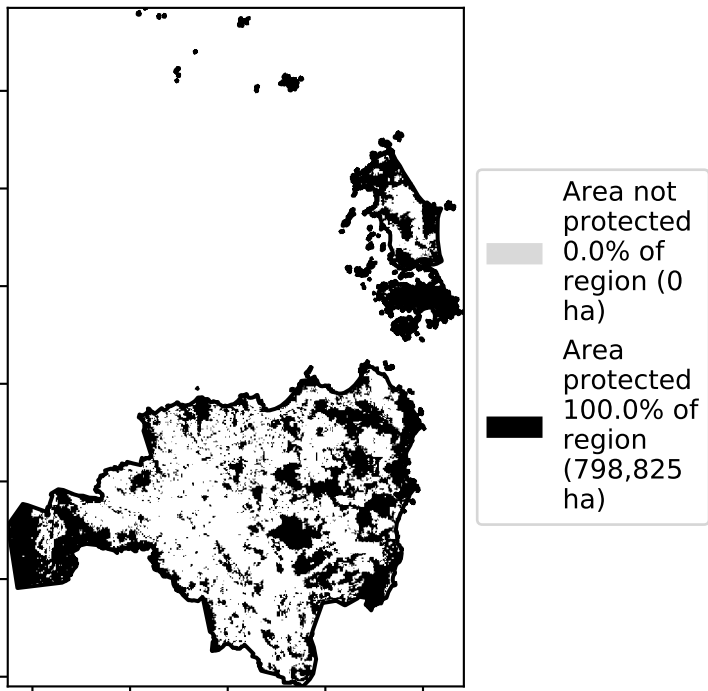 Area not
protected
0.0% of
region (0
ha)
Area
protected
100.0% of
region
(798,825
ha)